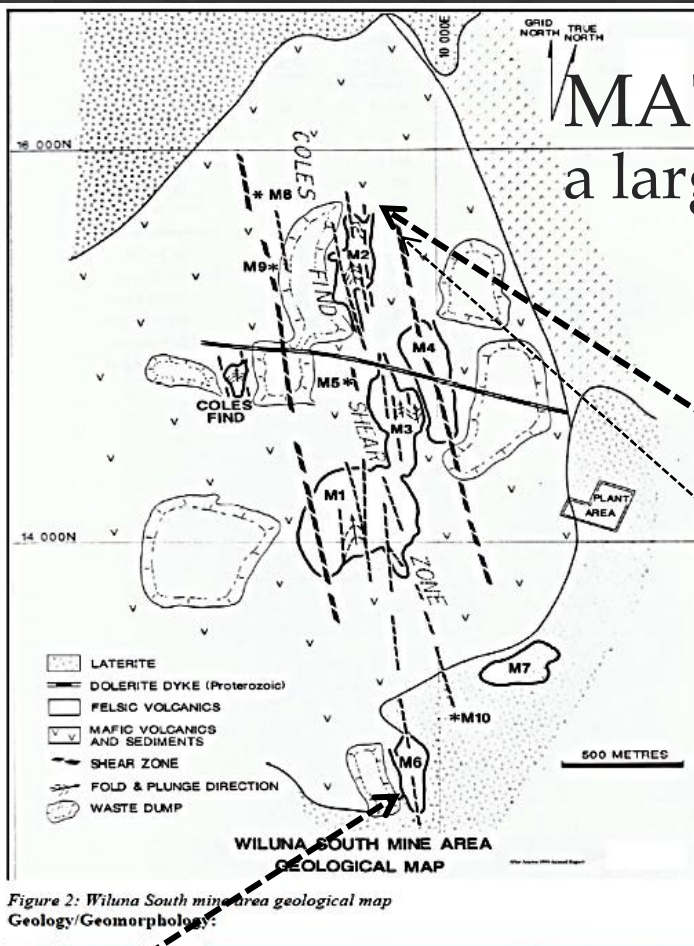 GRID NORTH
TRUE NORTH
10 000E
MA
a larg
16 000N
COLES
* M8
FIND
M2
M9*
M4
M5*
COLES FIND
SHEAR
M3
M1
PLANT AREA
14 000N
ZONE
LATERITE
DOLERITE DYKE (Proterozoic)
FELSIC VOLCANICS
MAFIC VOLCANICS
AND SEDIMENTS
SHEAR ZONE
FOLD & PLUNGE DIRECTION
WASTE DUMP
M7
*M10
M6
500 METRES
WILUNA SOUTH MINE AREA
GEOLOGICAL MAP
Figure 2: Wiluna South mine area geological map
Geology/Geomorphology: